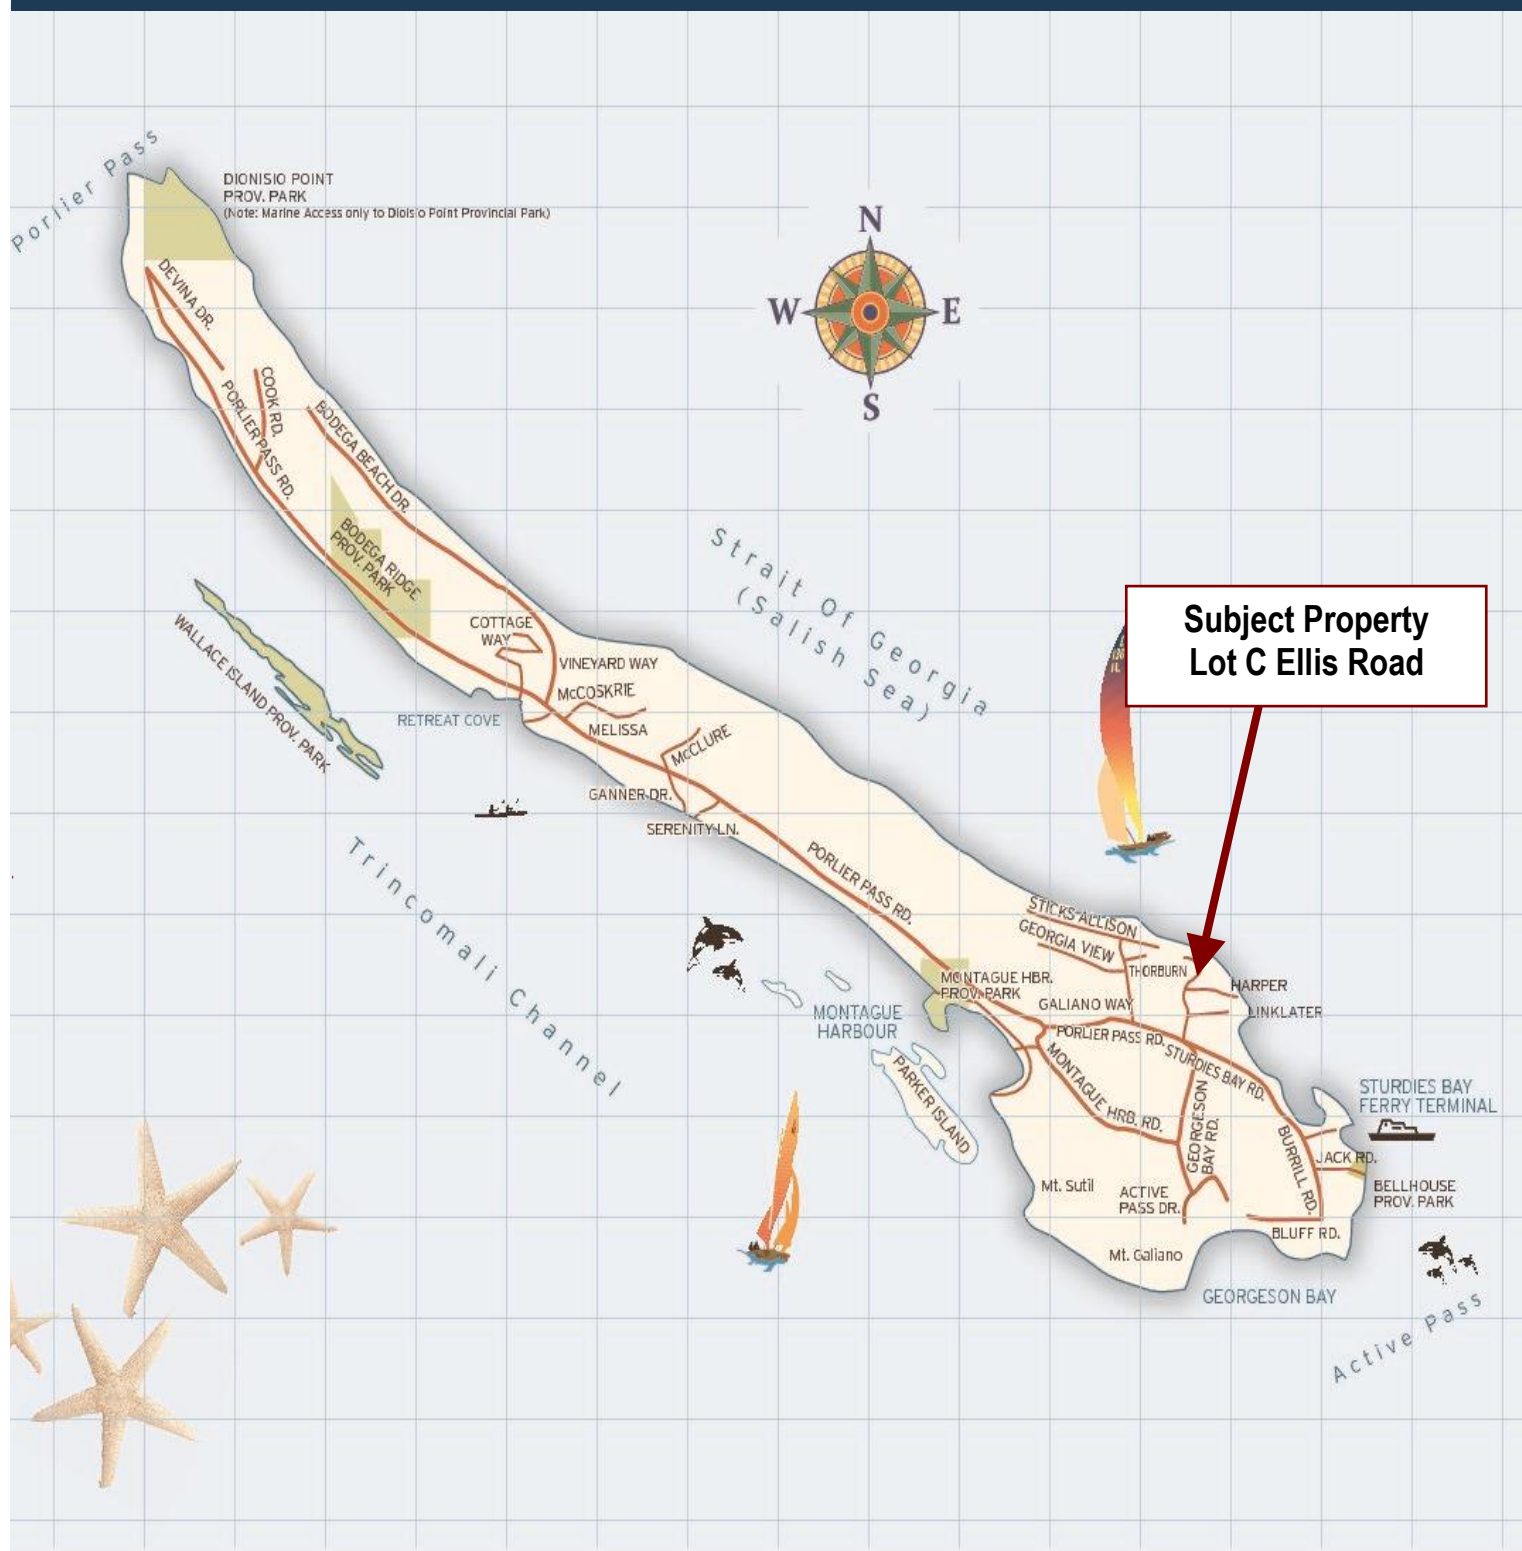 Porlier Pass
DIONISIO POINT
PROV. PARK
(Note: Marine Access only to Dioisio Point Provincial Park)
N
W
E
S
DEVINA DR.
COOK RD.
PORLIER PASS RD.
BODEGA BEACH DR.
BODEGA RIDGE
PROV. PARK
WALLACE ISLAND PROV. PARK
Strait Of Georgia
(Salish Sea)
Subject Property
Lot C Ellis Road
COTTAGE
WAY
VINEYARD WAY
McCOSKRIE
RETREAT COVE
MELISSA
McCLURE
GANNER DR.
SERENITY LN.
Trincomali Channel
PORLIER PASS RD.
STICKS ALLISON
GEORGIA VIEW
THORBURN
MONTAGUE HBR.
PROV. PARK
HARPER
GALIANO WAY
LINKLATER
MONTAGUE
HARBOUR
PORLIER PASS RD.
STURDIES BAY RD.
PARKER ISLAND
MONTAGUE HRB. RD.
GEORGESON
BAY RD.
STURDIES BAY
FERRY TERMINAL
BURRILL RD.
JACK RD.
BELLHOUSE
PROV. PARK
Mt. Sutil
ACTIVE
PASS DR.
BLUFF RD.
Mt. Galiano
GEORGESON BAY
Active Pass